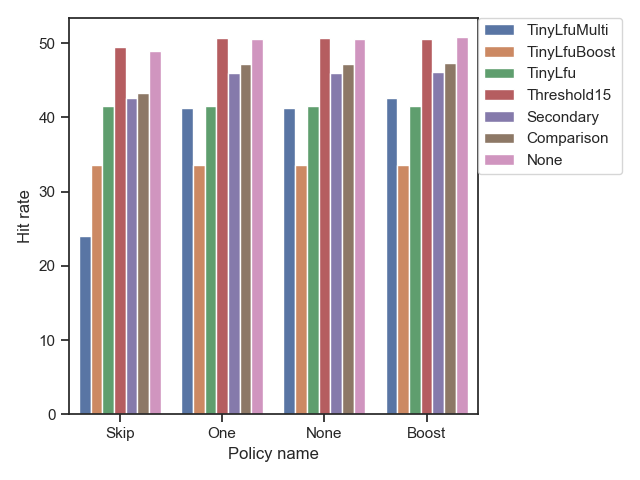 TinyLfuMulti
TinyLfuBoost
TinyLfu
Threshold15
Secondary
Comparison
None
Hit rate
50
40
30
20
10
0
Skip
One
None
Boost
Policy name